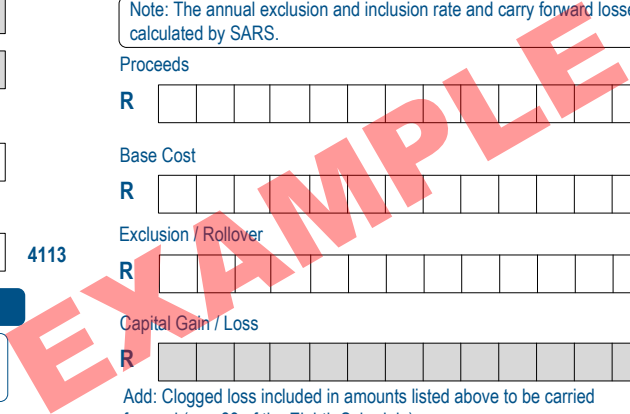 Note: The annual exclusion and inclusion rate and carry forward losse
calculated by SARS.
Proceeds
R
Base Cost
R
Exclusion / Rollover
4113
R
Capital Gain / Loss
R
Add: Clogged loss included in amounts listed above to be carried
EXAMPLE